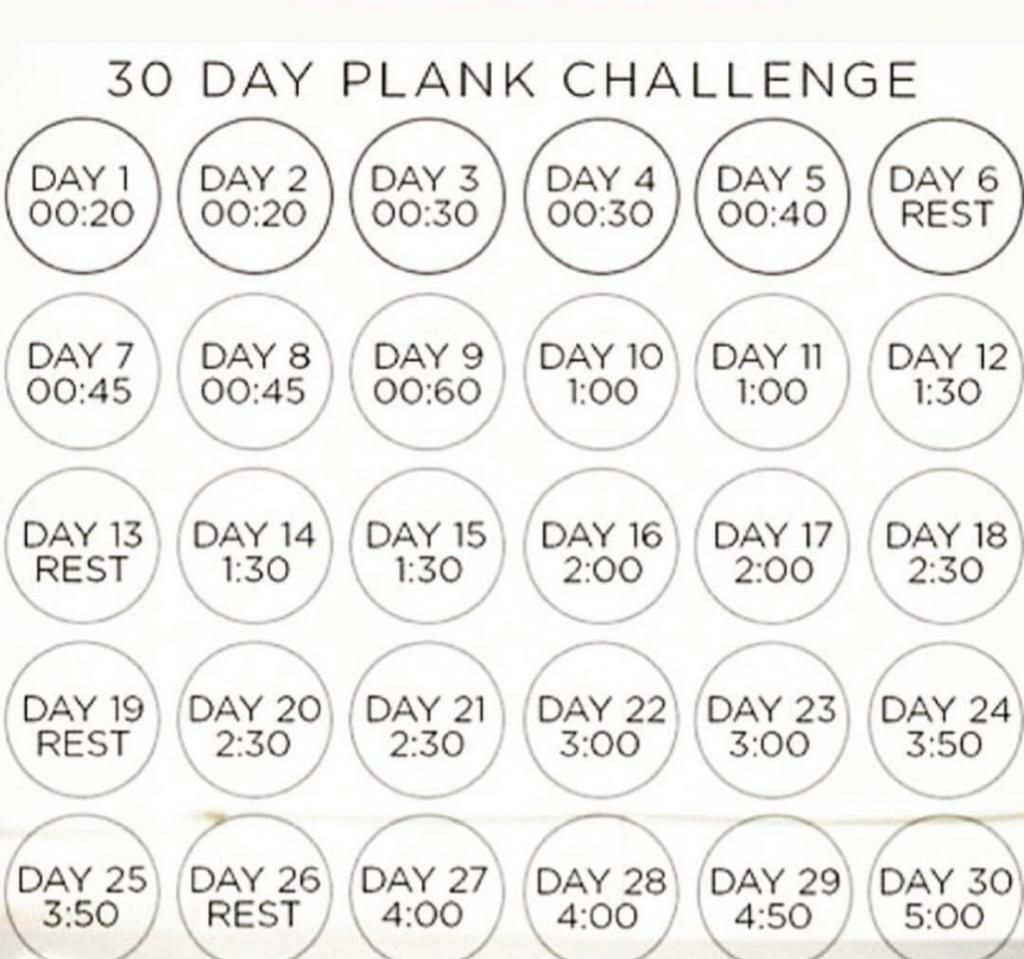 30 DAY PLANK CHALLENGE
DAY 1
00:20
DAY 2
00:20
DAY 3
00:30
DAY 4
00:30
DAY 5
00:40
DAY 6
REST
DAY 7
00:45
DAY 8
00:45
DAY 9
00:60
DAY 10
1:00
DAY 11
1:00
DAY 12
1:30
DAY 13
REST
DAY 14
1:30
DAY 15
1:30
DAY 16
2:00
DAY 17
2:00
DAY 18
2:30
DAY 19
REST
DAY 20
2:30
DAY 21
2:30
DAY 22
3:00
DAY 23
3:00
DAY 24
3:50
DAY 25
3:50
DAY 26
REST
DAY 27
4:00
DAY 28
4:00
DAY 29
4:50
DAY 30
5:00